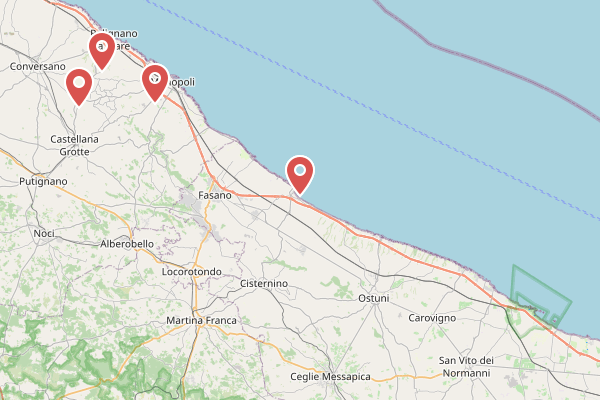 Polignano
a Mare
Conversano
Castellana
Grotte
Putignano
Fasano
Noci
Alberobello
Locorotondo
Cisternino
Ostuni
Martina Franca
Carovigno
San Vito dei
Normanni
Ceglie Messapica